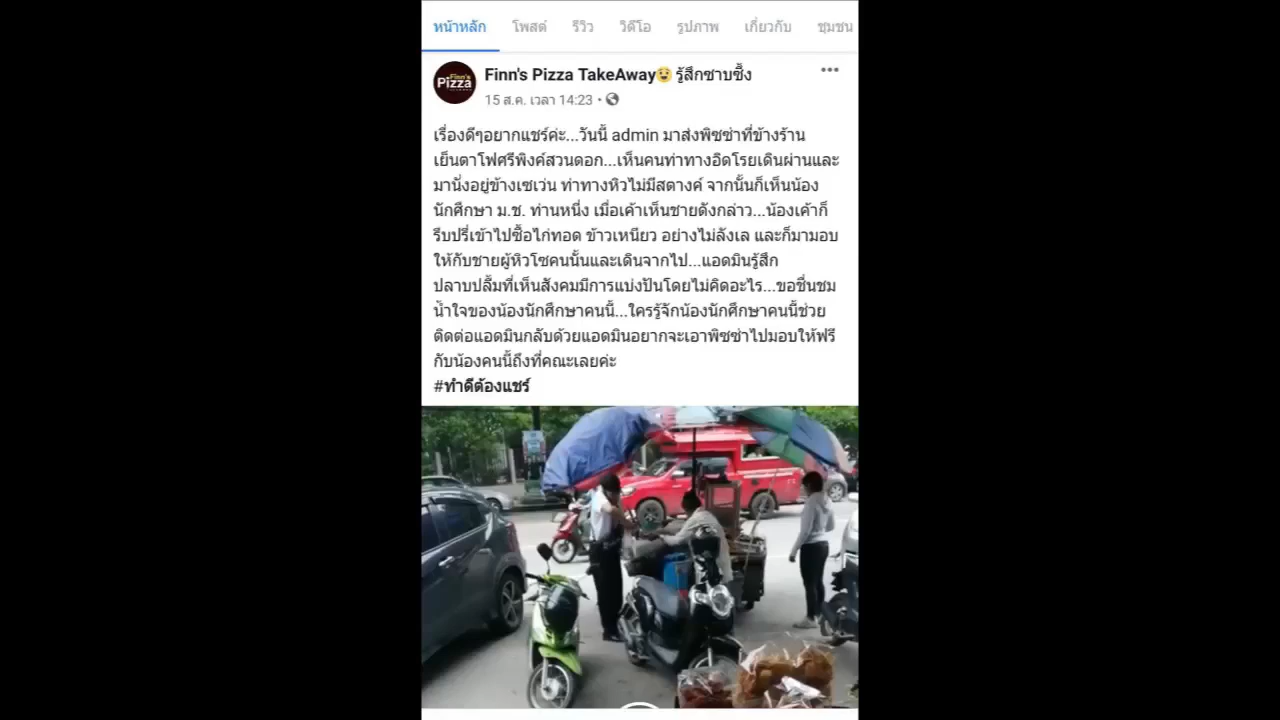 หน้าหลัก โพสต์ รีวิว วิดีโอ รูปภาพ เกี่ยวกับ ชุมชน
Finn's Pizza TakeAway😲 รู้สึกซาบซึ้ง
Finn's
Pizza
15 ส.ค. เวลา 14:23
เรื่องดีๆอยากแชร์ค่ะ...วันนี้ admin มาส่งพิซซ่าที่ข้างร้าน
เย็นตาโฟศรีพิงค์สวนดอก...เห็นคนท่าทางอิดโรยเดินผ่านและ
มานั่งอยู่ข้างเซเว่น ท่าทางหิวไม่มีสตางค์ จากนั้นก็เห็นน้อง
นักศึกษา ม.ช. ท่านหนึ่ง เมื่อเค้าเห็นชายดังกล่าว...น้องเค้าก็
รีบปรี่เข้าไปซื้อไก่ทอด ข้าวเหนียว อย่างไม่ลังเล และก็มามอบ
ให้กับชายผู้หิวโซคนนั้นและเดินจากไป...แอดมินรู้สึก
ปลาบปลื้มที่เห็นสังคมมีการแบ่งปันโดยไม่คิดอะไร...ขอชื่นชม
น้ำใจของน้องนักศึกษาคนนี้...ใครรู้จักน้องนักศึกษาคนนี้ช่วย
ติดต่อแอดมินกลับด้วยแอดมินอยากจะเอาพิซซ่าไปมอบให้ฟรี
กับน้องคนนี้ถึงที่คณะเลยค่ะ
#ทำดีต้องแชร์